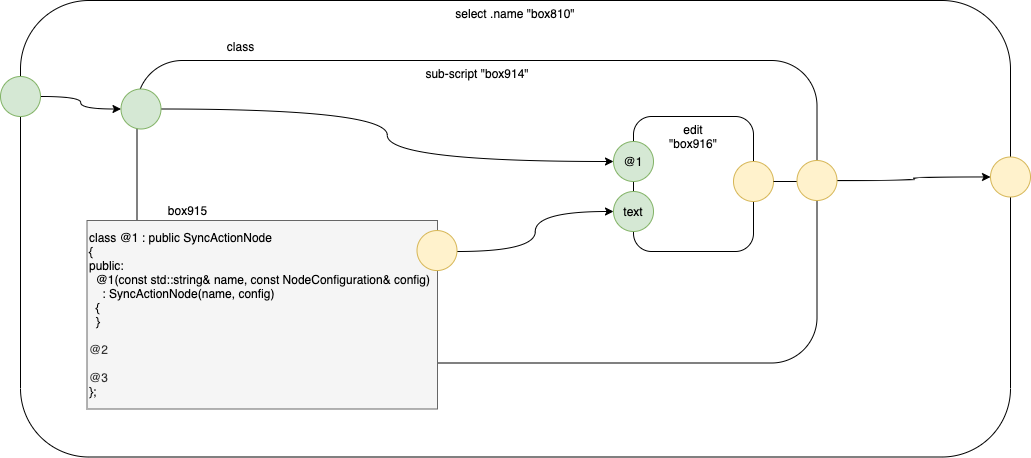 select .name "box810"
class
sub-script "box914"
edit
"box916"
@1
text
box915
class @1 : public SyncActionNode
{
public:
@1(const std::string& name, const NodeConfiguration& config)
: SyncActionNode(name, config)
{
}
@2
@3
};